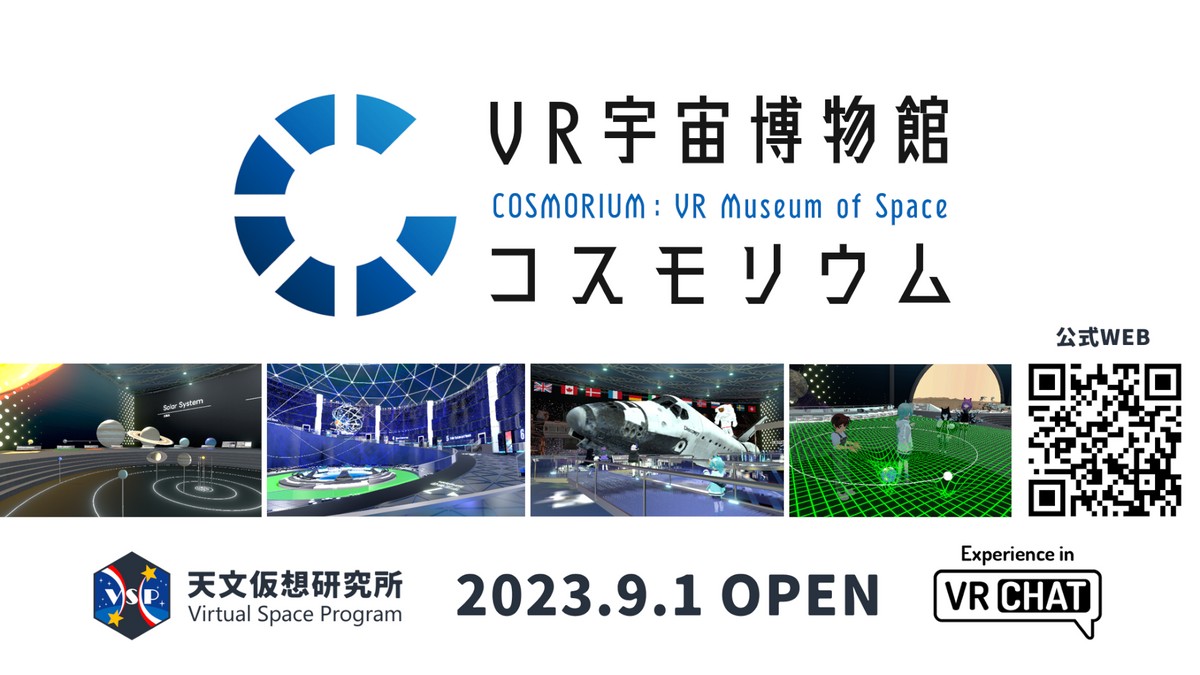 VR宇宙博物館
COSMORIUM: VR Museum of Space
コスモリウム
公式WEB
Solar System
VSP
天文仮想研究所
Virtual Space Program
2023.9.1 OPEN
Experience in
VRCHAT